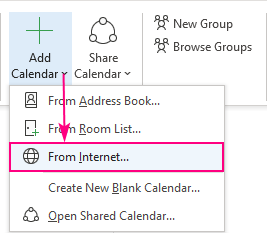 Add
Calendar
Share
Calendar
New Group
Browse Groups
From Address Book...
From Room List...
From Internet...
Create New Blank Calendar...
Open Shared Calendar...